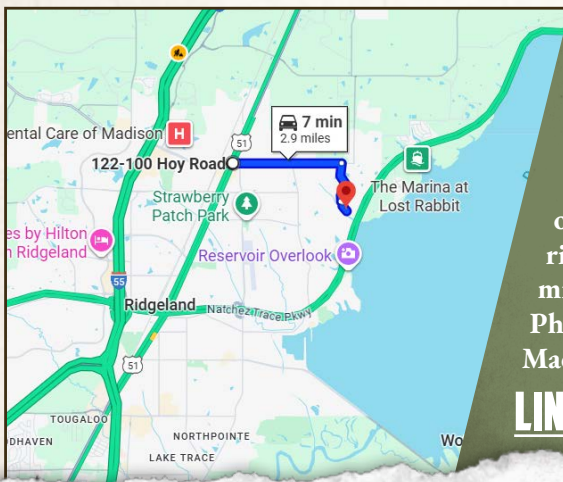 ental Care of Madison
H
51
7 min
2.9 miles
122-100 Hoy Road
Strawberry
Patch Park
The Marina at
Lost Rabbit
es by Hilton
n Ridgeland
Reservoir Overlook
55
Ridgeland
Natchez Trace Pkwy
51
TOUGALOO
DHAVEN
NORTHPOINTE
LAKE TRACE
Wo
o
ri
mi
Ph
Mad
LIN